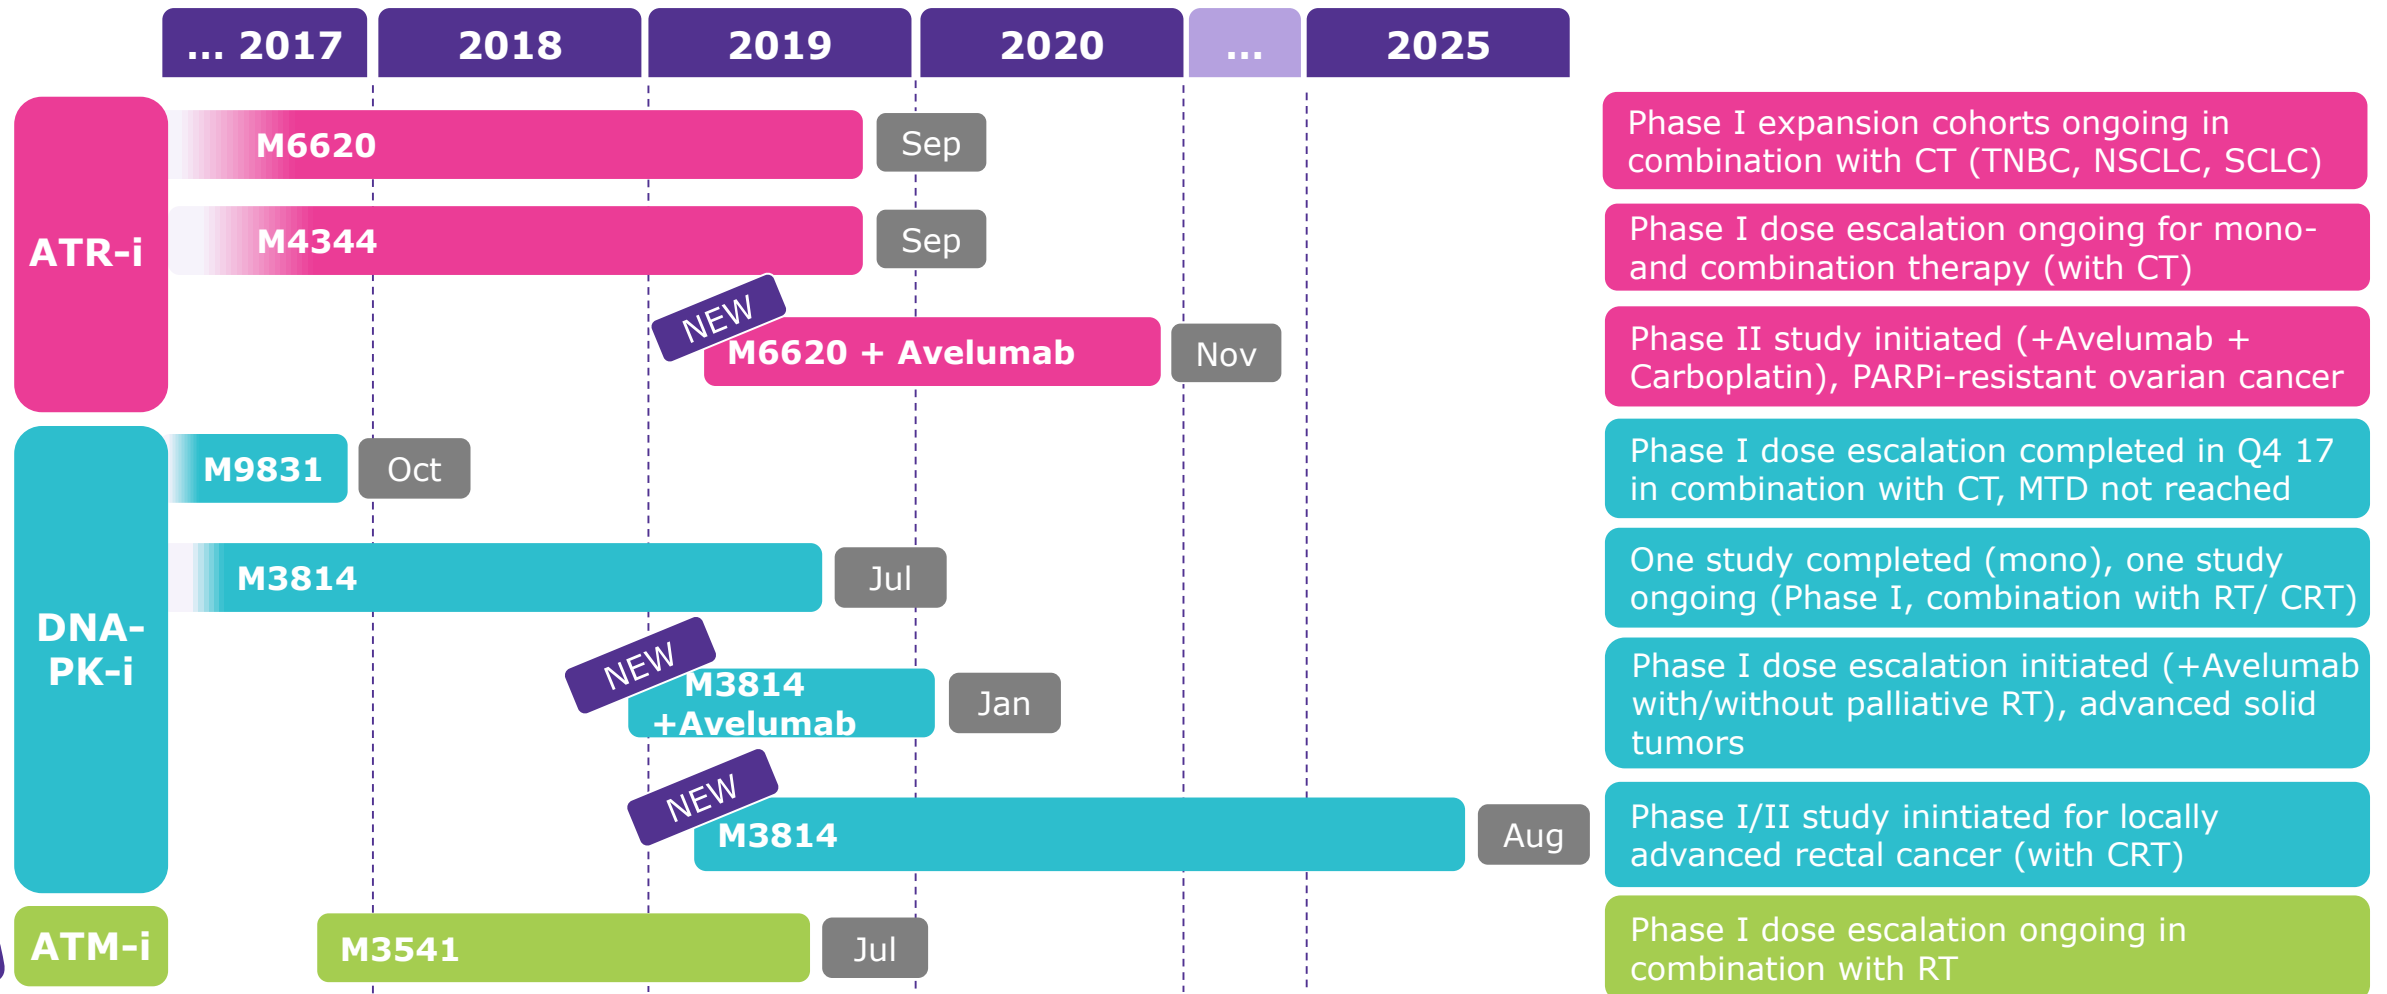 ... 2017
2018
2019
2020
...
2025
ATR-i
M6620
Sep
Phase I expansion cohorts ongoing in
combination with CT (TNBC, NSCLC, SCLC)
M4344
Sep
Phase I dose escalation ongoing for mono-
and combination therapy (with CT)
NEW
M6620 + Avelumab
Nov
Phase II study initiated (+Avelumab +
Carboplatin), PARPi-resistant ovarian cancer
DNA-
PK-i
M9831
Oct
Phase I dose escalation completed in Q4 17
in combination with CT, MTD not reached
M3814
Jul
One study completed (mono), one study
ongoing (Phase I, combination with RT/ CRT)
NEW
M3814
+Avelumab
Jan
Phase I dose escalation initiated (+Avelumab
with/without palliative RT), advanced solid
tumors
NEW
M3814
Aug
Phase I/II study inintiated for locally
advanced rectal cancer (with CRT)
ATM-i
M3541
Jul
Phase I dose escalation ongoing in
combination with RT